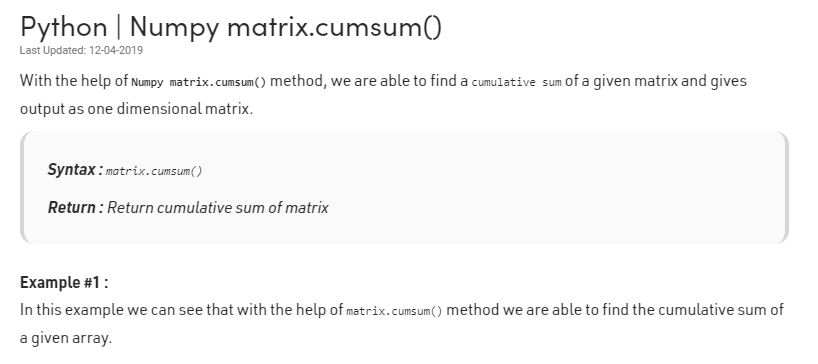 Python | Numpy matrix.cumsum()
Last Updated: 12-04-2019
With the help of Numpy matrix.cumsum() method, we are able to find a cumulative sum of a given matrix and gives
output as one dimensional matrix.
Syntax : matrix.cumsum()
Return : Return cumulative sum of matrix
Example #1 :
In this example we can see that with the help of matrix.cumsum() method we are able to find the cumulative sum of
a given array.